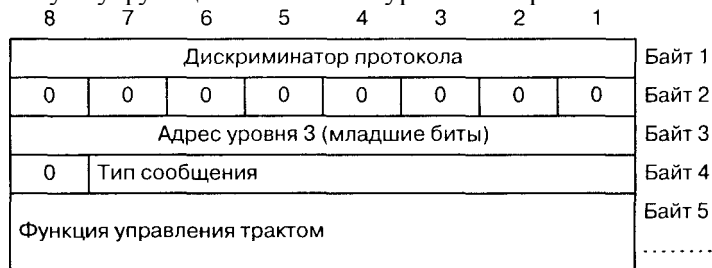 8 7 6 5 4 3 2 1
Дискриминатор протокола Байт 1
0 0 0 0 0 0 0 0 Байт 2
Адрес уровня 3 (младшие биты) Байт 3
0 Тип сообщения Байт 4
Функция управления трактом Байт 5
........